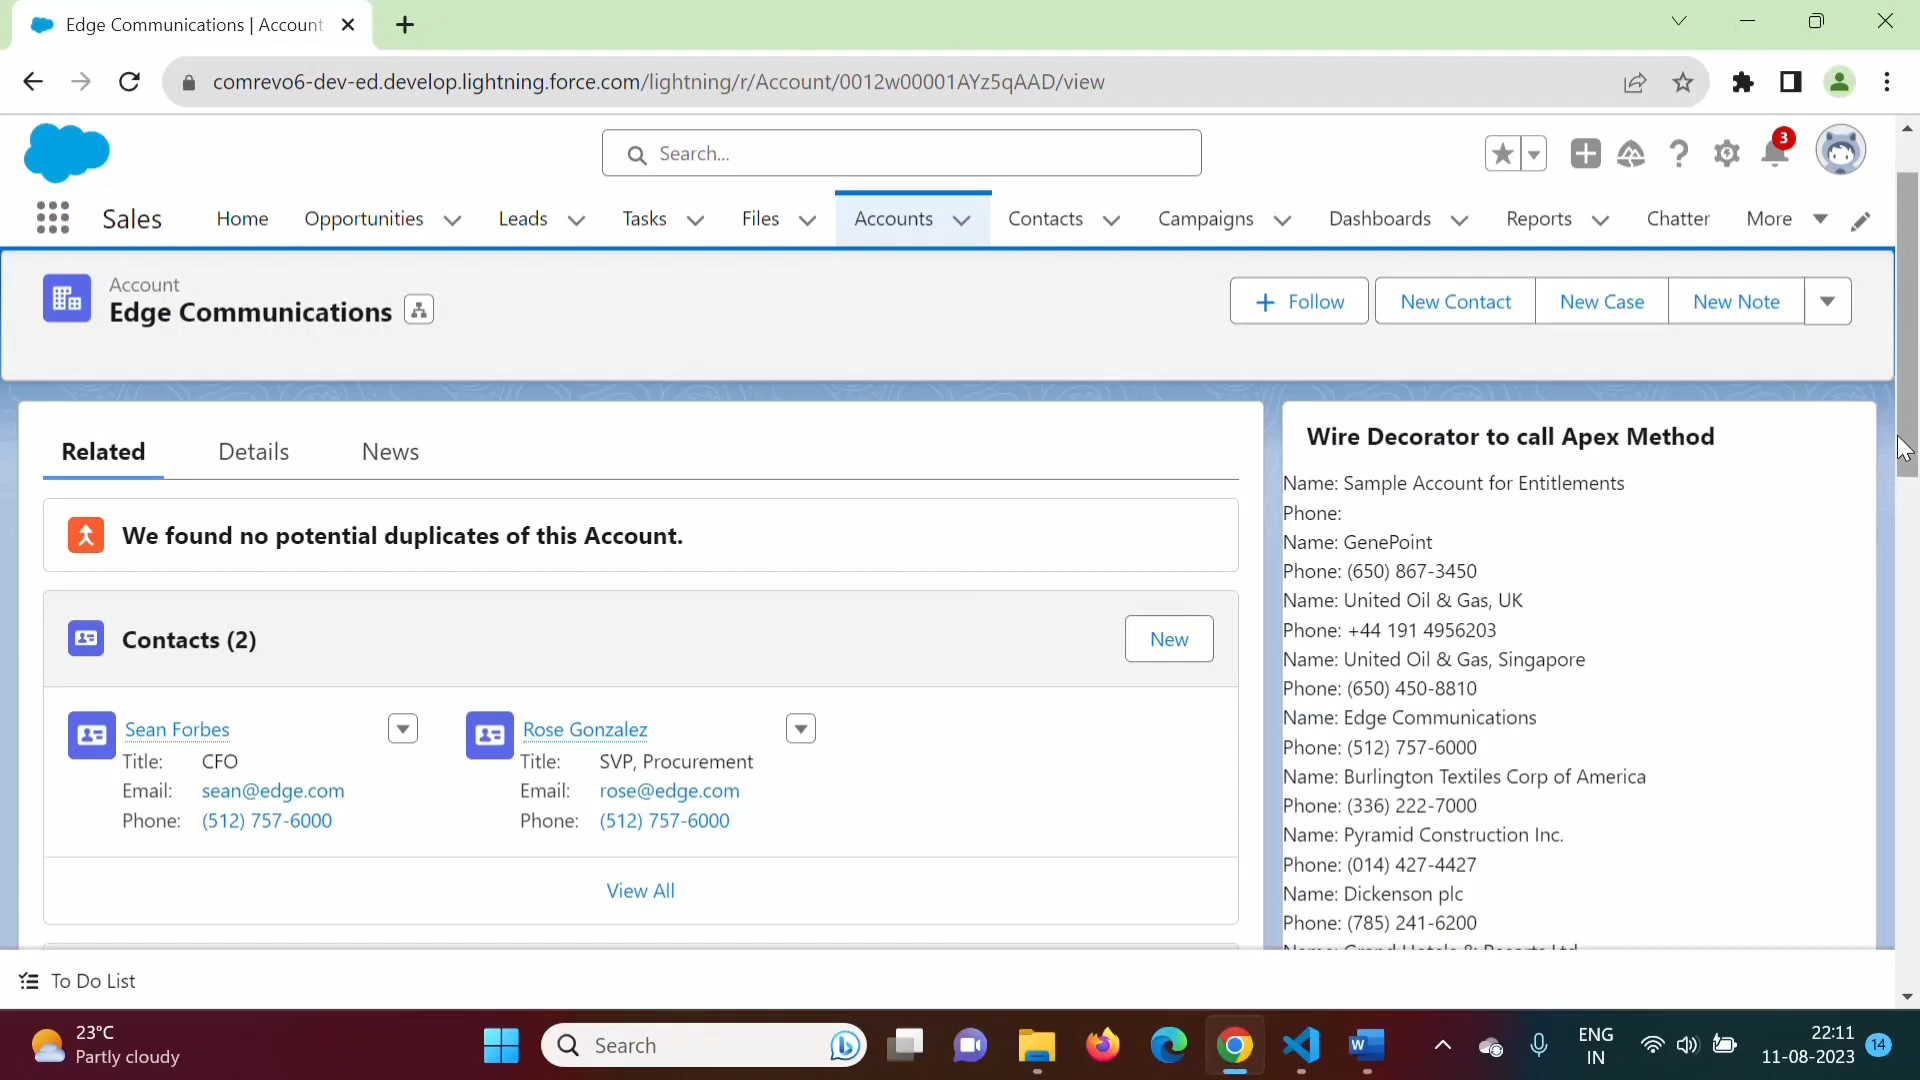 Edge Communications | Account
comrevo6-dev-ed.develop.lightning.force.com/lightning/r/Account/0012w00001AYz5qAAD/view
Search...
3
Sales
Home
Opportunities
Leads
Tasks
Files
Accounts
Contacts
Campaigns
Dashboards
Reports
Chatter
More
Account
Edge Communications
Follow
New Contact
New Case
New Note
Related
Details
News
We found no potential duplicates of this Account.
Contacts (2)
New
Sean Forbes
Title: CFO
Email: sean@edge.com
Phone: (512) 757-6000
Rose Gonzalez
Title: SVP, Procurement
Email: rose@edge.com
Phone: (512) 757-6000
View All
Wire Decorator to call Apex Method
Name: Sample Account for Entitlements
Phone:
Name: GenePoint
Phone: (650) 867-3450
Name: United Oil & Gas, UK
Phone: +44 191 4956203
Name: United Oil & Gas, Singapore
Phone: (650) 450-8810
Name: Edge Communications
Phone: (512) 757-6000
Name: Burlington Textiles Corp of America
Phone: (336) 222-7000
Name: Pyramid Construction Inc.
Phone: (014) 427-4427
Name: Dickenson plc
Phone: (785) 241-6200
Name: Grand Hotels & Resorts Ltd
To Do List
23°C
Partly cloudy
Search
ENG
IN
22:11
11-08-2023
14